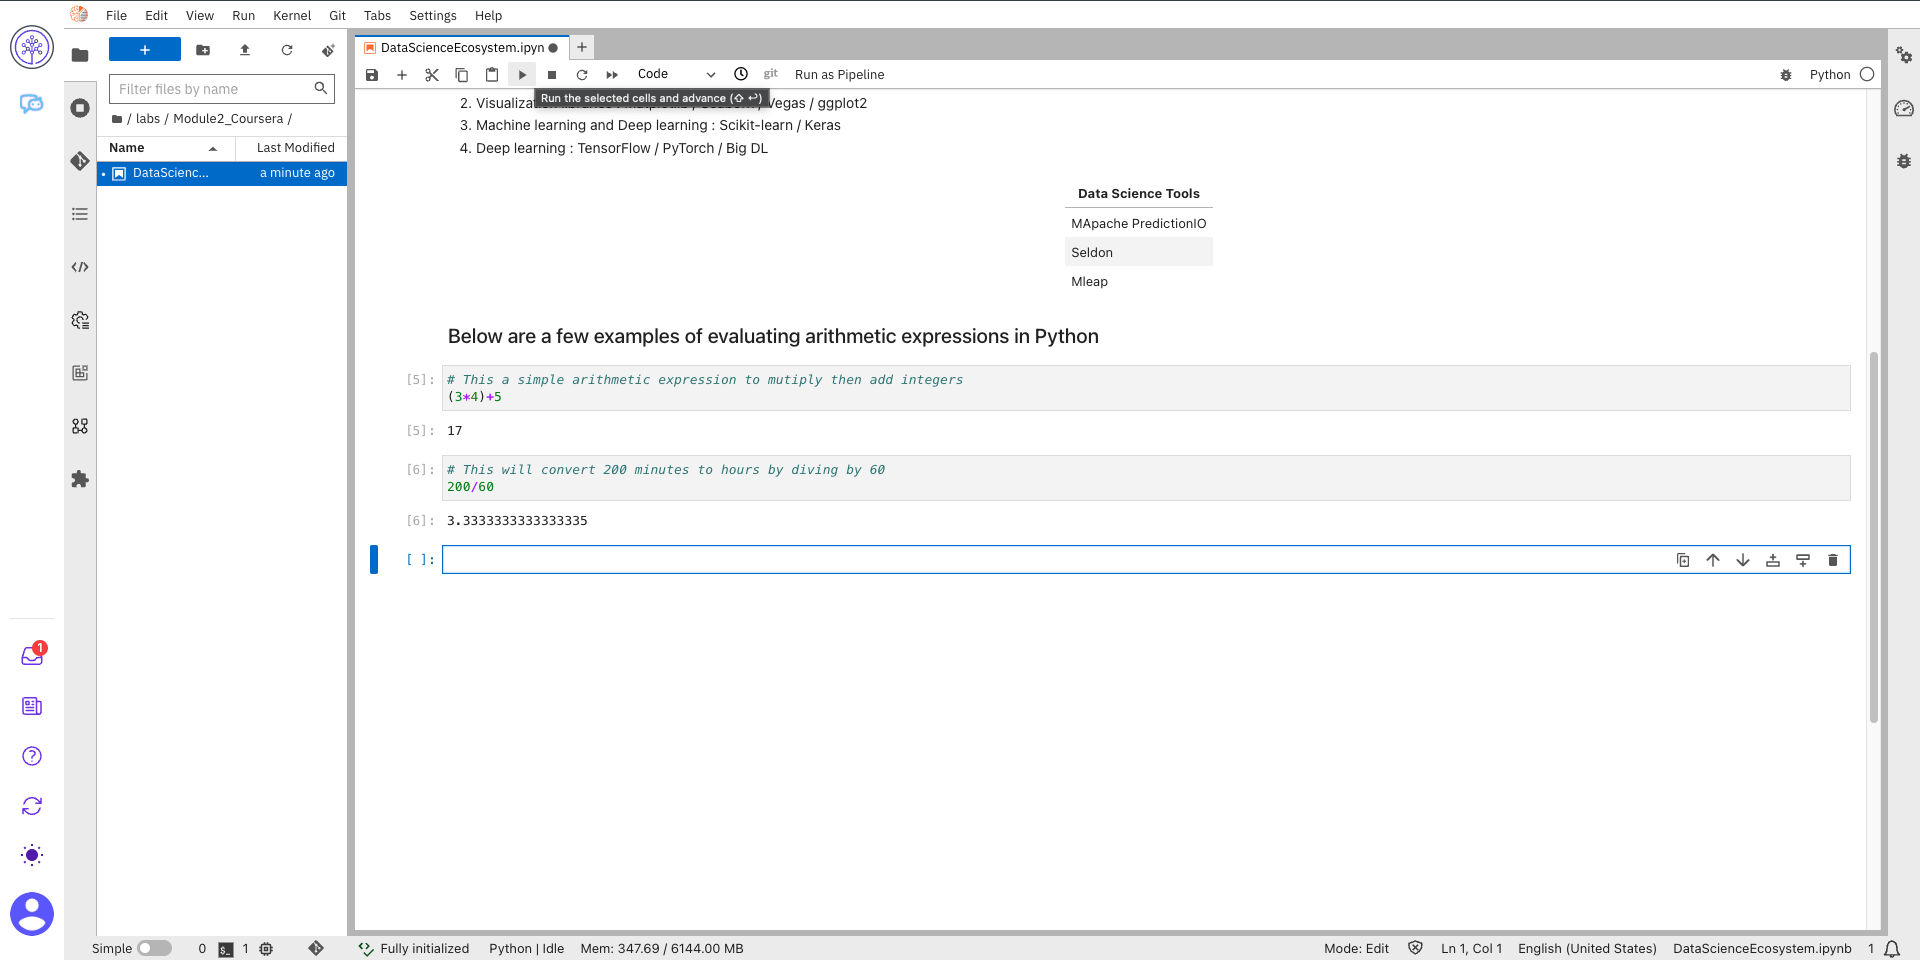 File Edit View Run Kernel Git Tabs Settings Help
+
Filter files by name
/ labs / Module2_Coursera /
Name Last Modified
DataScienc... a minute ago
DataScienceEcosystem.ipyn
+
Code git Run as Pipeline Python
Run the selected cells and advance (⇧ ⏎)
2. Visualization / Vegas / ggplot2
3. Machine learning and Deep learning : Scikit-learn / Keras
4. Deep learning : TensorFlow / PyTorch / Big DL
Data Science Tools
MApache PredictionIO
Seldon
Mleap
Below are a few examples of evaluating arithmetic expressions in Python
[5]: # This a simple arithmetic expression to mutiply then add integers
(3*4)+5
[5]: 17
[6]: # This will convert 200 minutes to hours by diving by 60
200/60
[6]: 3.3333333333333335
[ ]:
1
Simple 0 $_ 1 Fully initialized Python | Idle Mem: 347.69 / 6144.00 MB Mode: Edit Ln 1, Col 1 English (United States) DataScienceEcosystem.ipynb 1